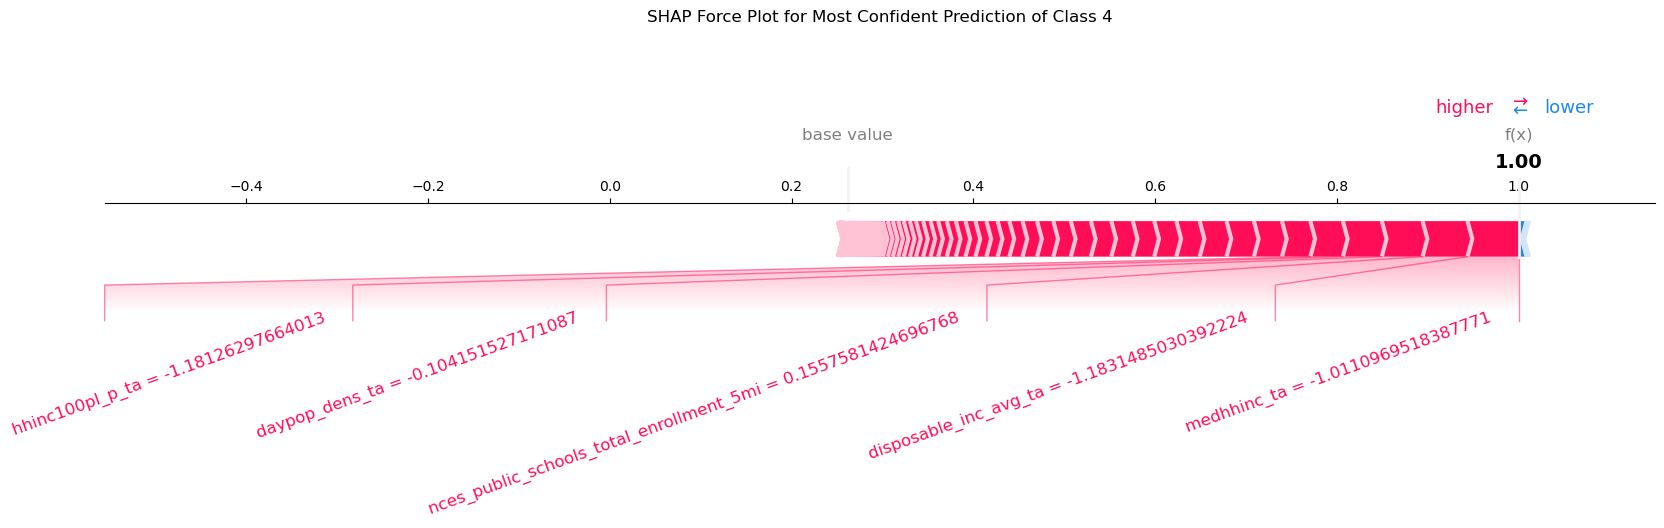 SHAP Force Plot for Most Confident Prediction of Class 4
higher ⇄ lower
base value
f(x)
1.00
−0.4 −0.2 0.0 0.2 0.4 0.6 0.8 1.0
hhinc100pl_p_ta = -1.18126297664013
daypop_dens_ta = -0.104151527171087
nces_public_schools_total_enrollment_5mi = 0.1557581424696768
disposable_inc_avg_ta = -1.1831485030392224
medhhinc_ta = -1.0110969518387771